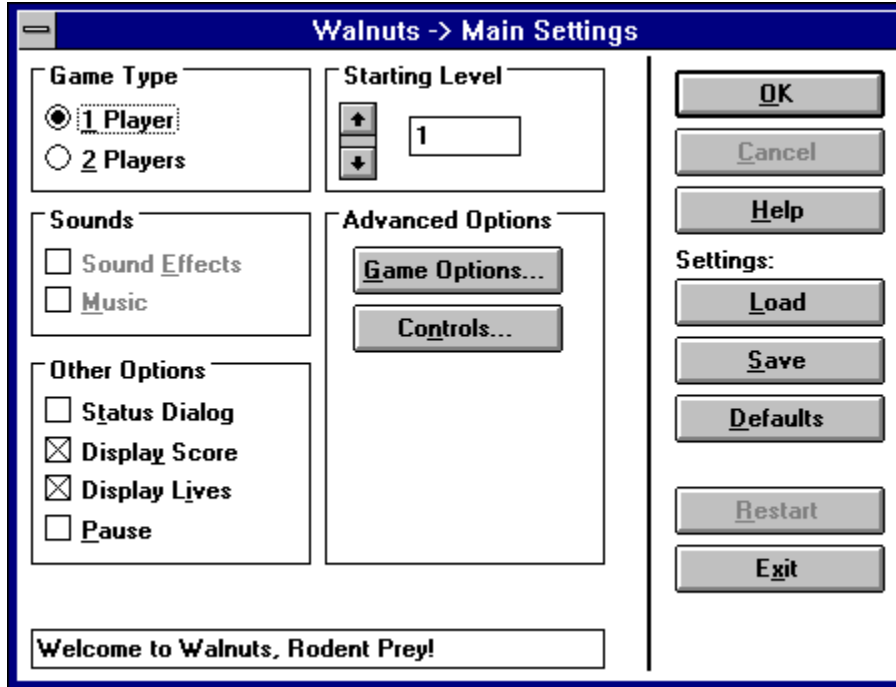 Walnuts -> Main Settings
Game Type
1 Player
2 Players
Starting Level
1
Sounds
Sound Effects
Music
Advanced Options
Game Options...
Controls...
Other Options
Status Dialog
Display Score
Display Lives
Pause
OK
Cancel
Help
Settings:
Load
Save
Defaults
Restart
Exit
Welcome to Walnuts, Rodent Prey!